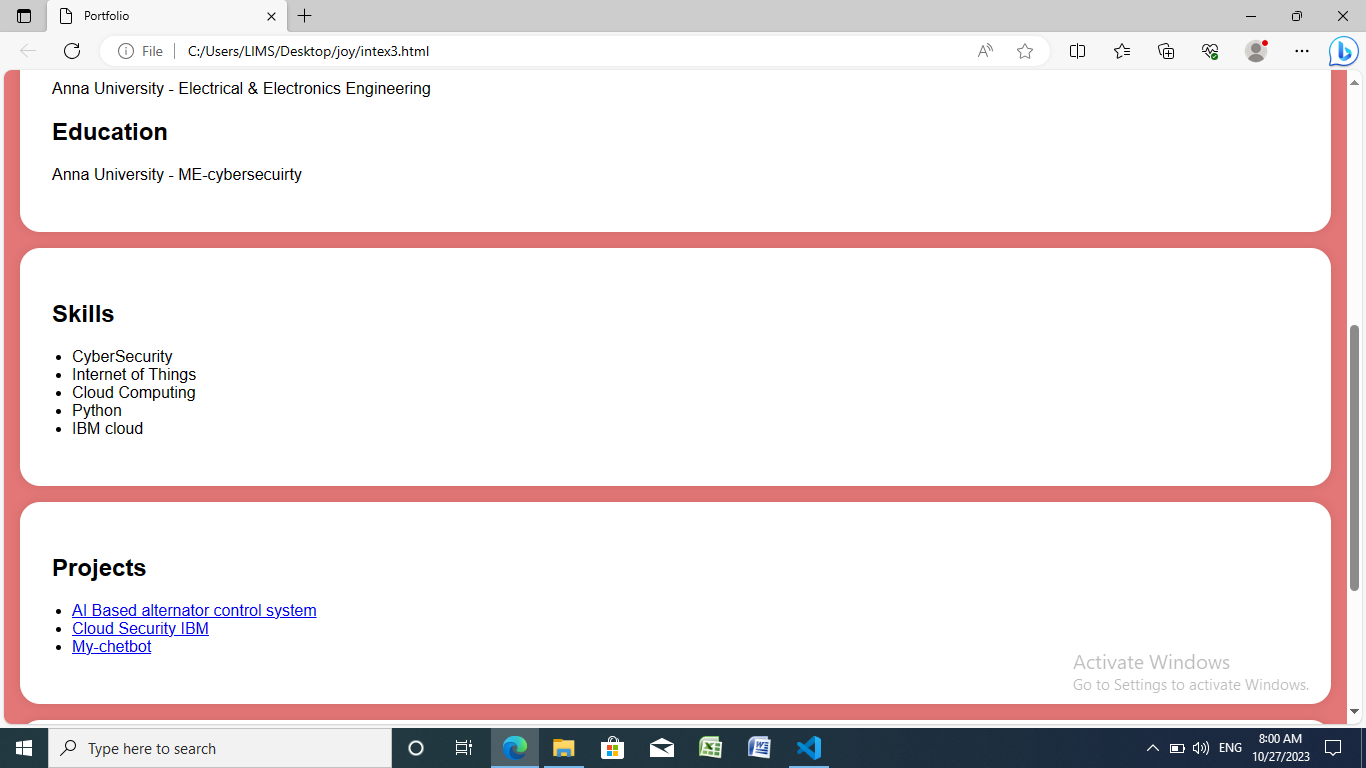 Portfolio
File
C:/Users/LIMS/Desktop/joy/intex3.html
Anna University - Electrical & Electronics Engineering
Education
Anna University - ME-cybersecuirty
Skills
• CyberSecurity
• Internet of Things
• Cloud Computing
• Python
• IBM cloud
Projects
• AI Based alternator control system
• Cloud Security IBM
• My-chetbot
Activate Windows
Go to Settings to activate Windows.
Type here to search
ENG
8:00 AM
10/27/2023